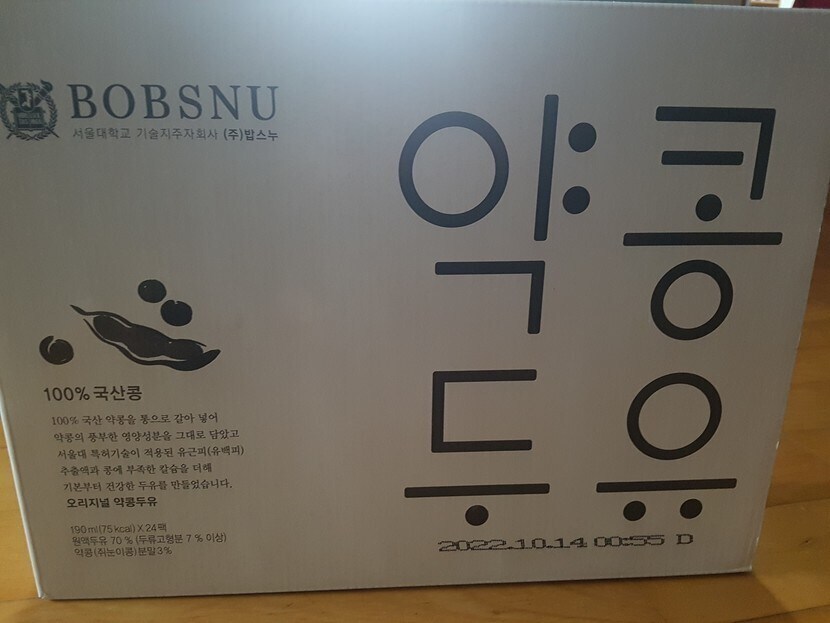 BOBSNU
서울대학교 기술지주자회사 (주)밥스누
약콩
두유
100% 국산콩
100% 국산 약콩을 통으로 갈아 넣어
약콩의 풍부한 영양성분을 그대로 담았고
서울대 특허기술이 적용된 유근피(유백피)
추출액과 콩에 부족한 칼슘을 더해
기본부터 건강한 두유를 만들었습니다.
오리지널 약콩두유
190 ml (75 kcal) X 24팩
원액두유 70 % (두류고형분 7 % 이상)
약콩(쥐눈이콩)분말 3%
2022.10.14 00:55 D